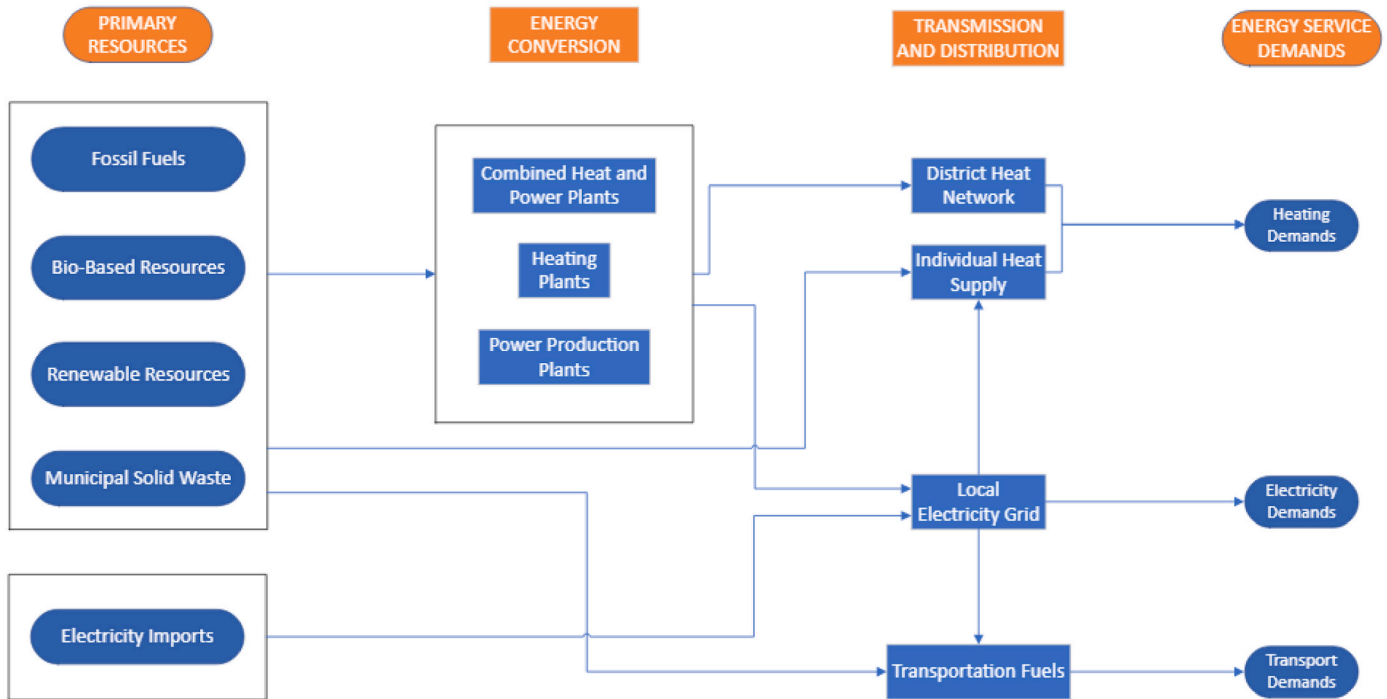 PRIMARY
RESOURCES
ENERGY
CONVERSION
TRANSMISSION
AND DISTRIBUTION
ENERGY SERVICE
DEMANDS
Fossil Fuels
Bio-Based Resources
Renewable Resources
Municipal Solid Waste
Electricity Imports
Combined Heat and
Power Plants
Heating
Plants
Power Production
Plants
District Heat
Network
Individual Heat
Supply
Local
Electricity Grid
Transportation Fuels
Heating
Demands
Electricity
Demands
Transport
Demands